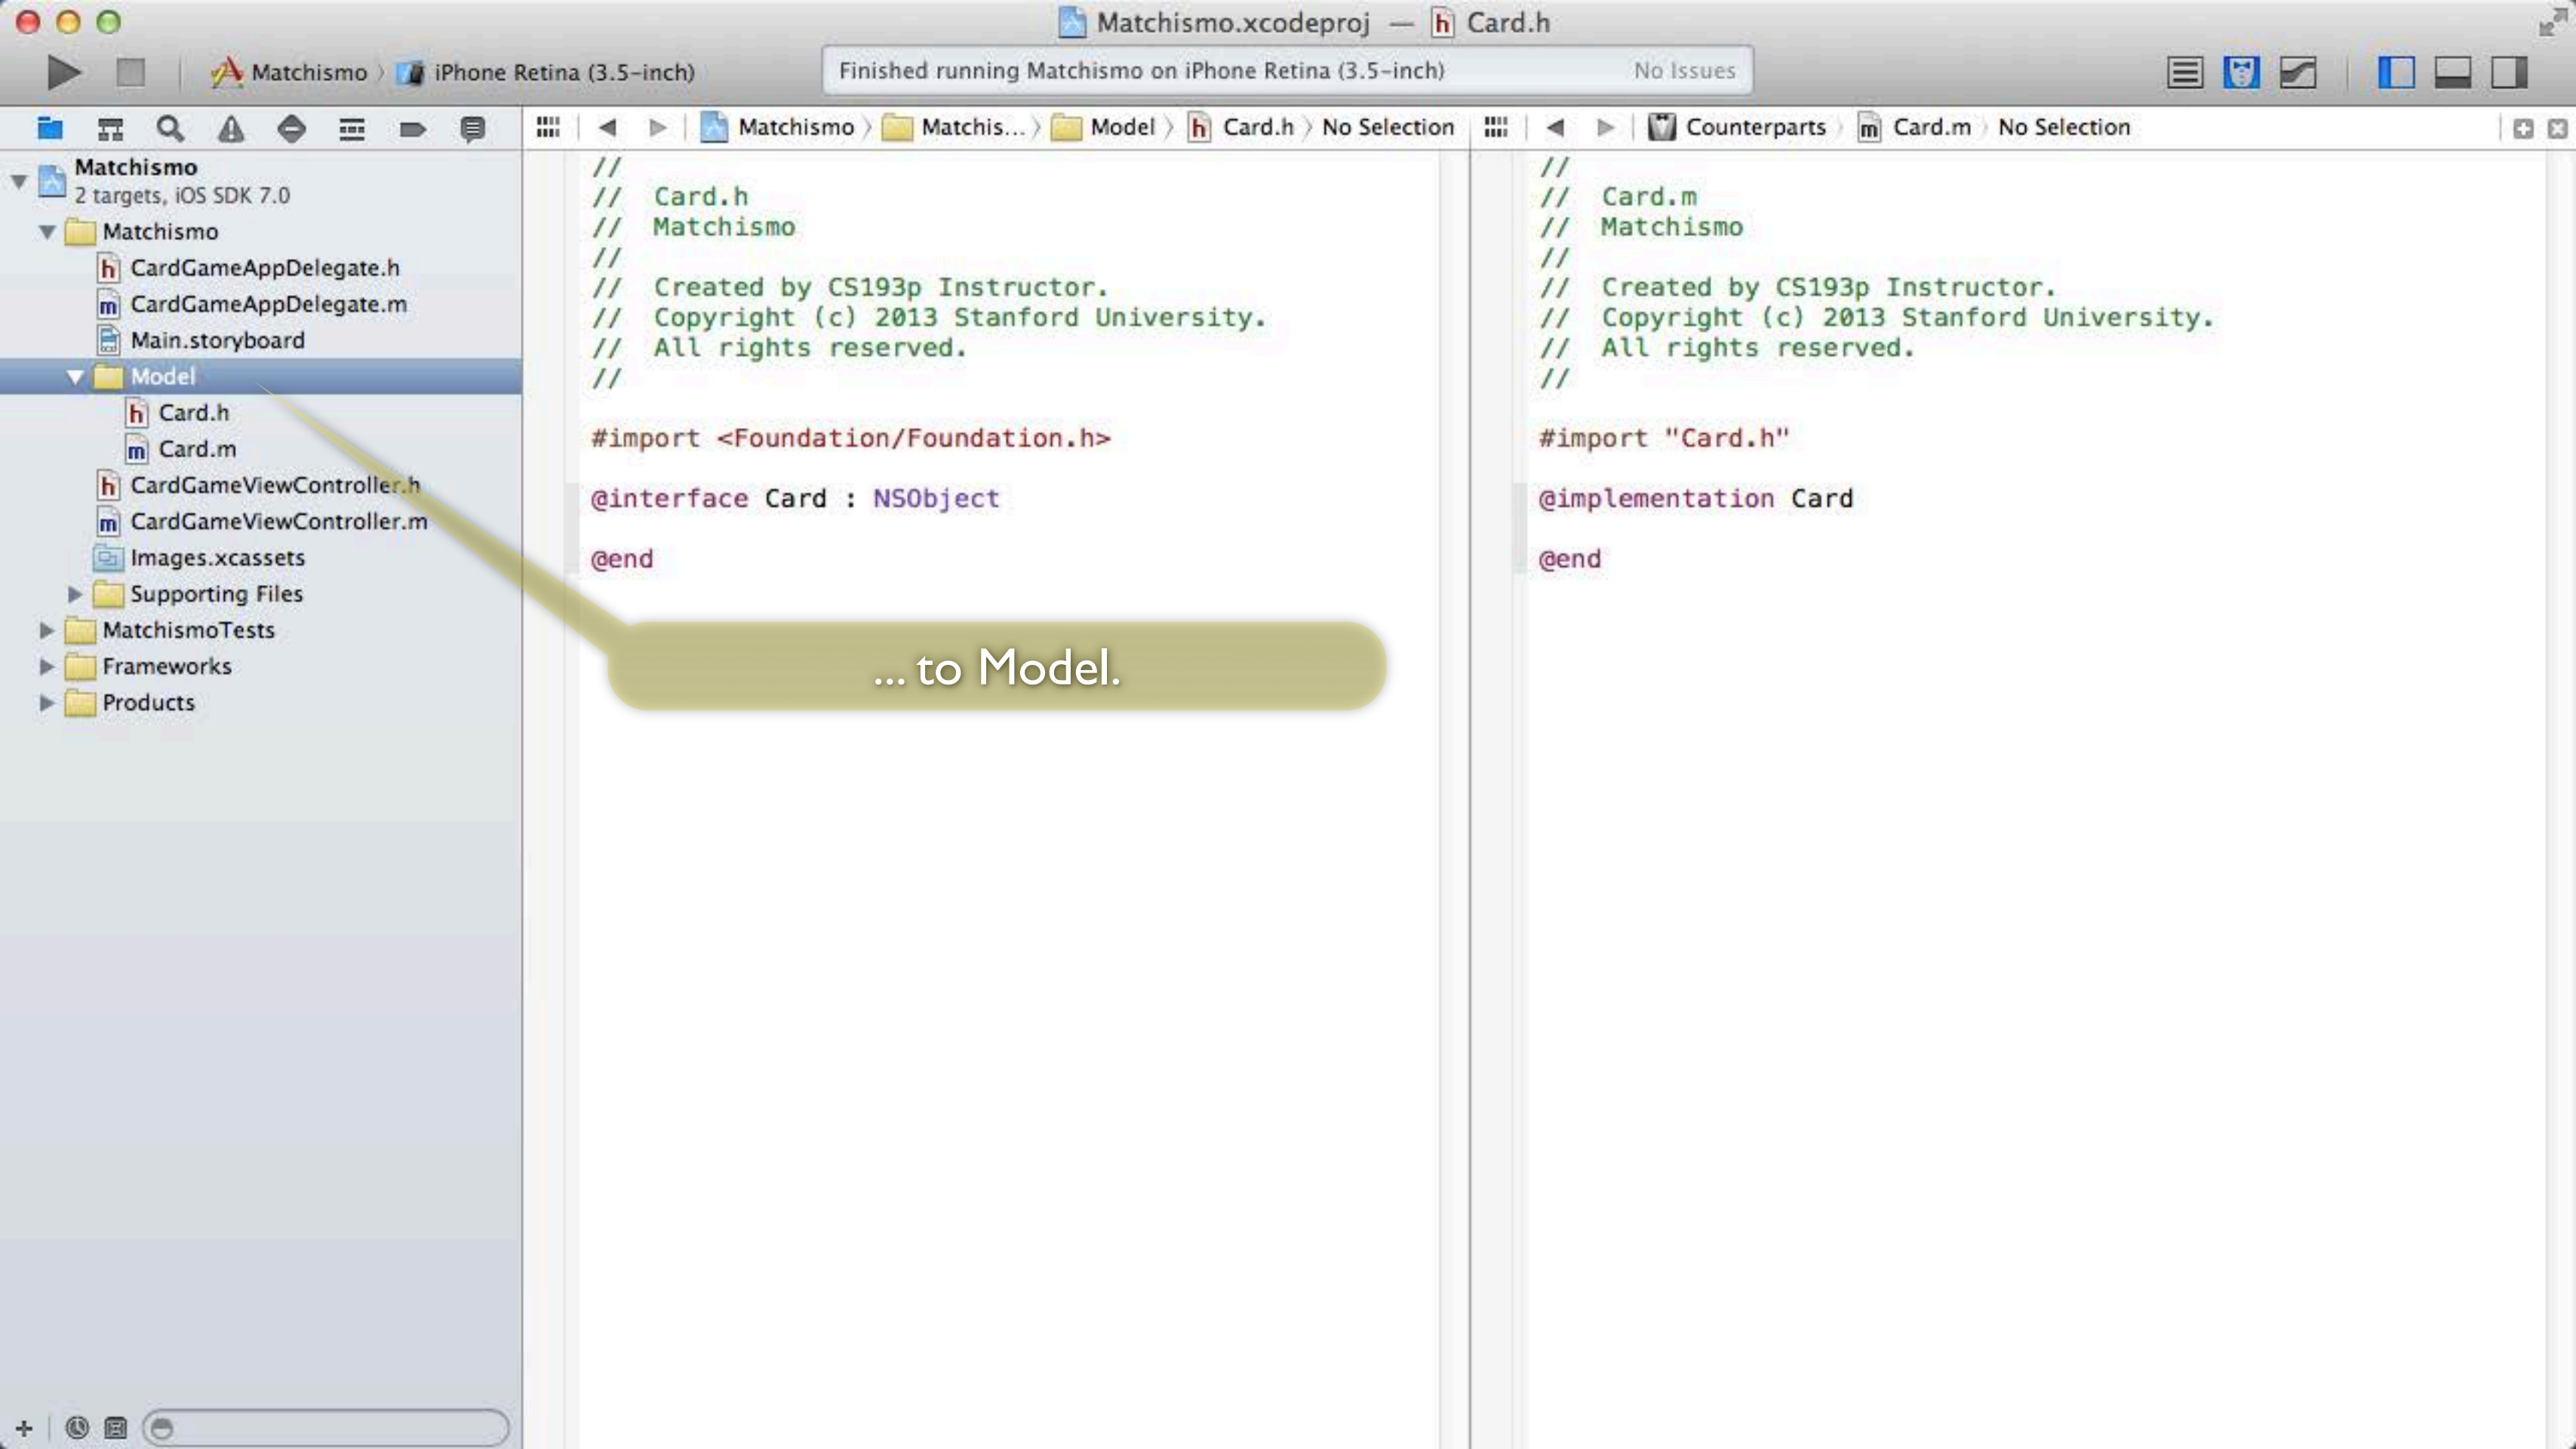 Matchismo.xcodeproj — h Card.h
Matchismo iPhone Retina (3.5-inch)
Finished running Matchismo on iPhone Retina (3.5-inch) No Issues
Matchismo Matchis... Model h Card.h No Selection
Counterparts m Card.m No Selection
Matchismo
2 targets, iOS SDK 7.0
Matchismo
h CardGameAppDelegate.h
m CardGameAppDelegate.m
Main.storyboard
Model
h Card.h
m Card.m
h CardGameViewController.h
m CardGameViewController.m
Images.xcassets
Supporting Files
MatchismoTests
Frameworks
Products
//
// Card.h
// Matchismo
//
// Created by CS193p Instructor.
// Copyright (c) 2013 Stanford University.
// All rights reserved.
//
#import <Foundation/Foundation.h>
@interface Card : NSObject
@end
... to Model.
//
// Card.m
// Matchismo
//
// Created by CS193p Instructor.
// Copyright (c) 2013 Stanford University.
// All rights reserved.
//
#import "Card.h"
@implementation Card
@end